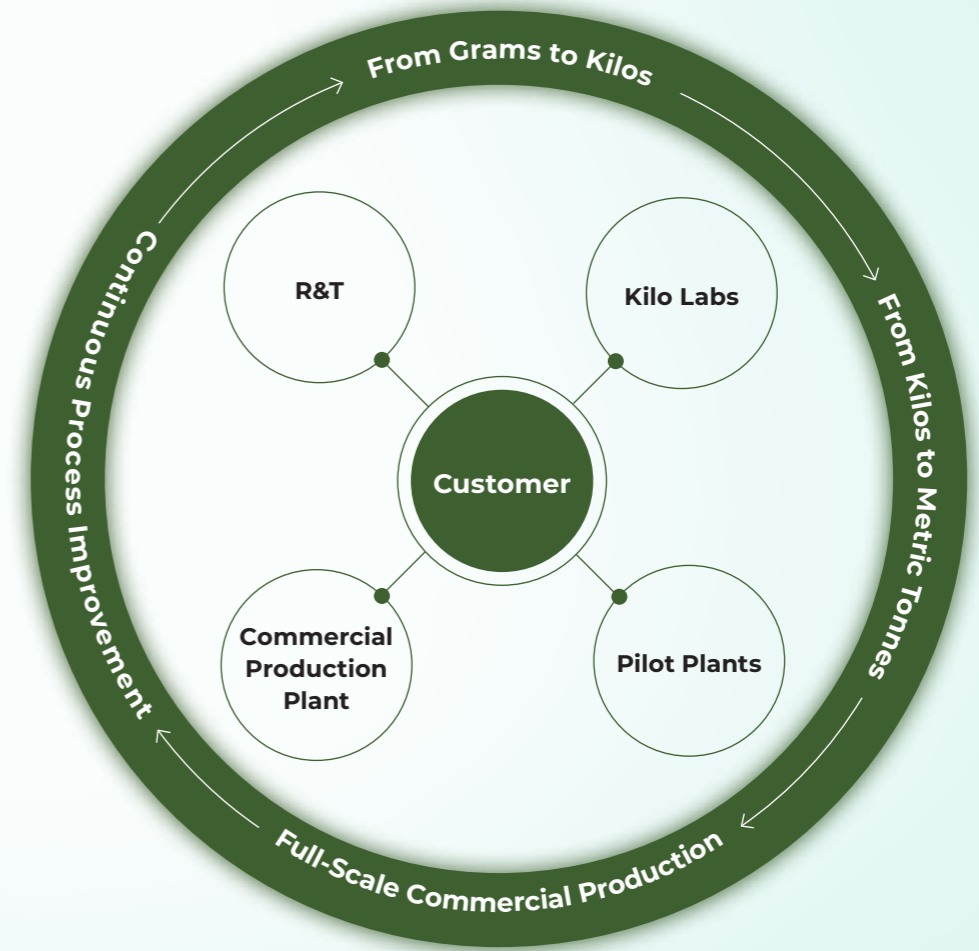 From Grams to Kilos
From Kilos to Metric Tonnes
Full-Scale Commercial Production
Continuous Process Improvement
R&T
Kilo Labs
Customer
Commercial
Production
Plant
Pilot Plants